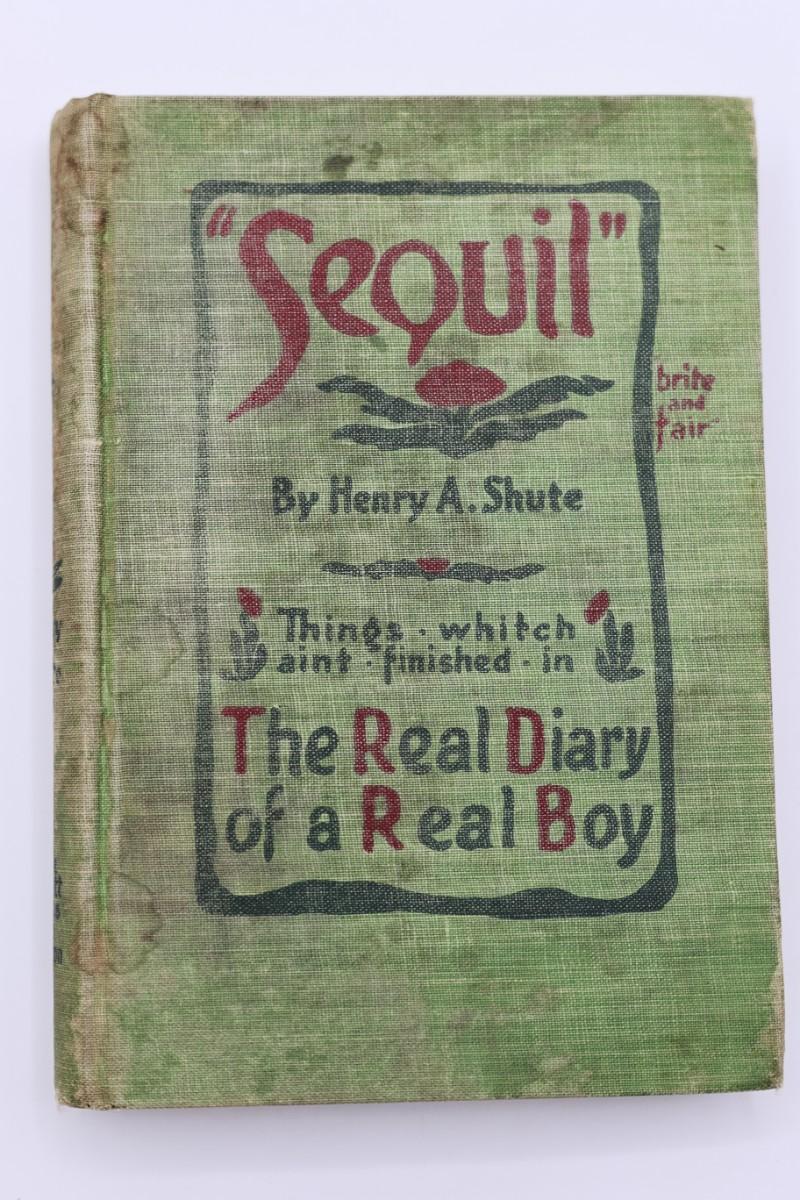 "Sequil"
brite
and
fair
By Henry A. Shute
Things · whitch
aint · finished · in
The Real Diary
of a Real Boy